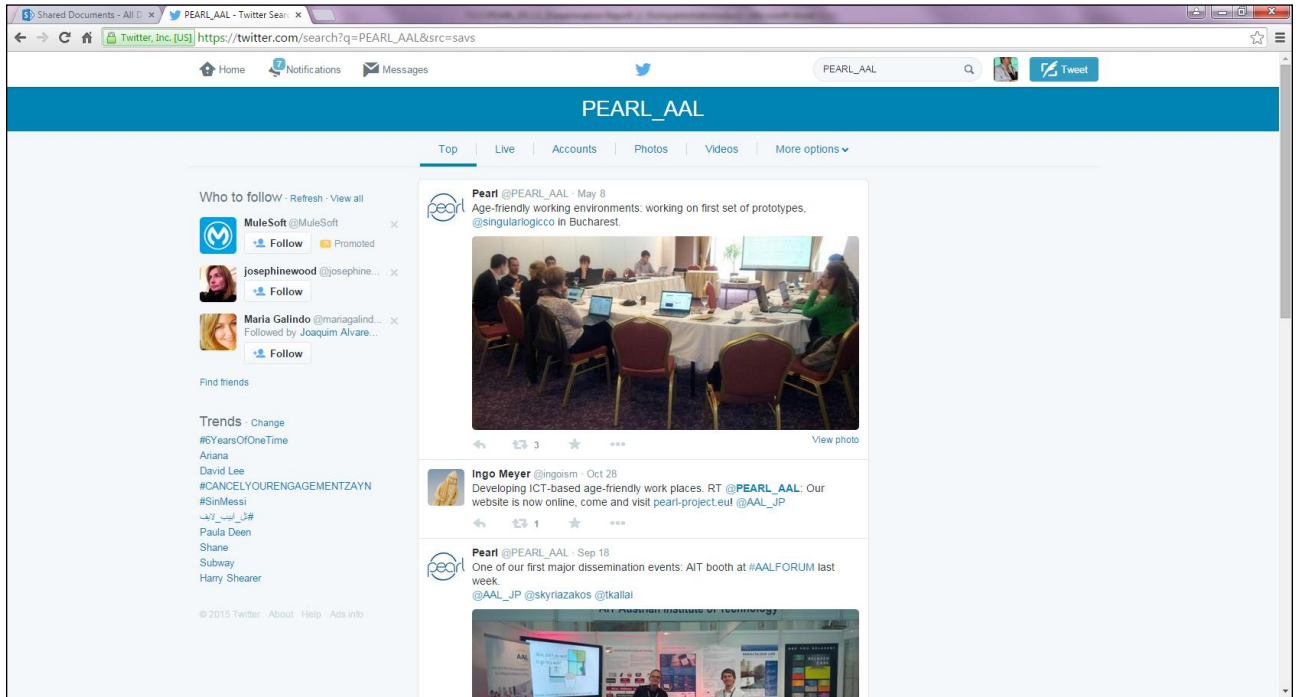 Shared Documents - All D
PEARL_AAL - Twitter Searc
Twitter, Inc. [US] https://twitter.com/search?q=PEARL_AAL&src=savs
Home
7
Notifications
Messages
PEARL_AAL
Tweet
PEARL_AAL
Top
Live
Accounts
Photos
Videos
More options
Who to follow · Refresh · View all
MuleSoft @MuleSoft
Follow
Promoted
josephinewood @josephine...
Follow
Maria Galindo @mariagalind...
Followed by Joaquim Alvare...
Follow
Find friends
Trends · Change
#6YearsOfOneTime
Ariana
David Lee
#CANCELYOURENGAGEMENTZAYN
#SinMessi
Paula Deen
Shane
Subway
Harry Shearer
© 2015 Twitter About Help Ads info
Pearl @PEARL_AAL · May 8
Age-friendly working environments: working on first set of prototypes,
@singularlogicco in Bucharest.
3
View photo
Ingo Meyer @ingoism · Oct 28
Developing ICT-based age-friendly work places. RT @PEARL_AAL: Our
website is now online, come and visit pearl-project.eu! @AAL_JP
1
Pearl @PEARL_AAL · Sep 18
pearl
One of our first major dissemination events: AIT booth at #AALFORUM last
week.
@AAL_JP @skyriazakos @tkallai
AIT Austrian Institute of Technology
AAL